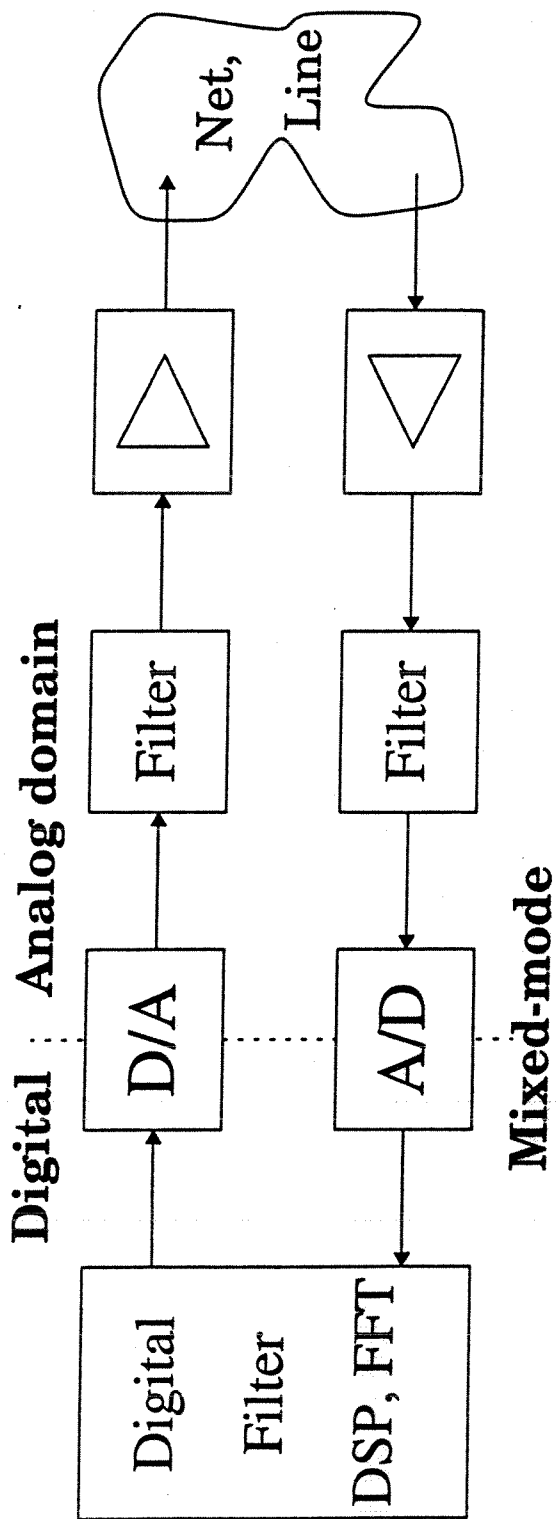 Digital
Analog domain
Digital
Filter
DSP, FFT
D/A
Filter
Net,
Line
A/D
Filter
Mixed-mode